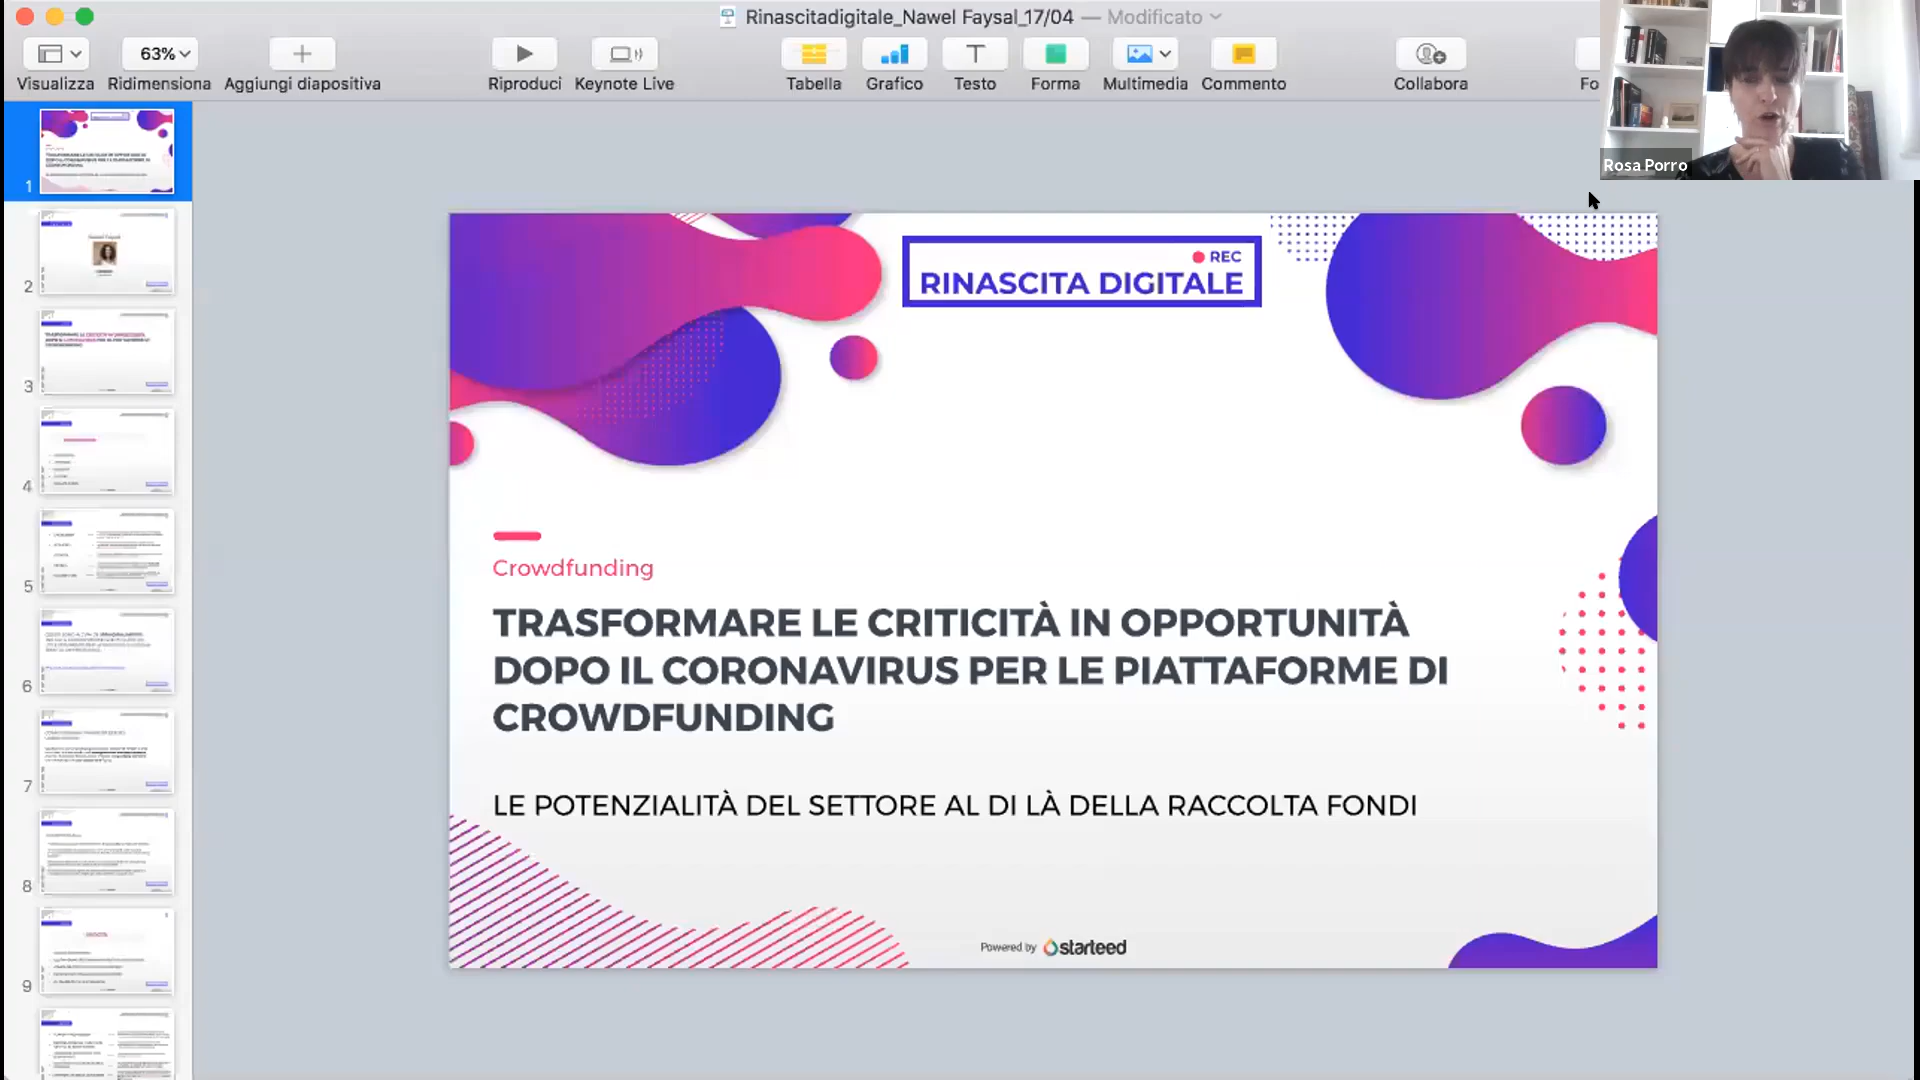 Rinascitadigitale_Nawel Faysal_17/04 — Modificato
63%
Visualizza Ridimensiona Aggiungi diapositiva Riproduci Keynote Live Tabella Grafico Testo Forma Multimedia Commento Collabora Fo
Rosa Porro
1
2
3
4
5
6
7
8
9
REC
RINASCITA DIGITALE
Crowdfunding
TRASFORMARE LE CRITICITÀ IN OPPORTUNITÀ
DOPO IL CORONAVIRUS PER LE PIATTAFORME DI
CROWDFUNDING
LE POTENZIALITÀ DEL SETTORE AL DI LÀ DELLA RACCOLTA FONDI
Powered by starteed